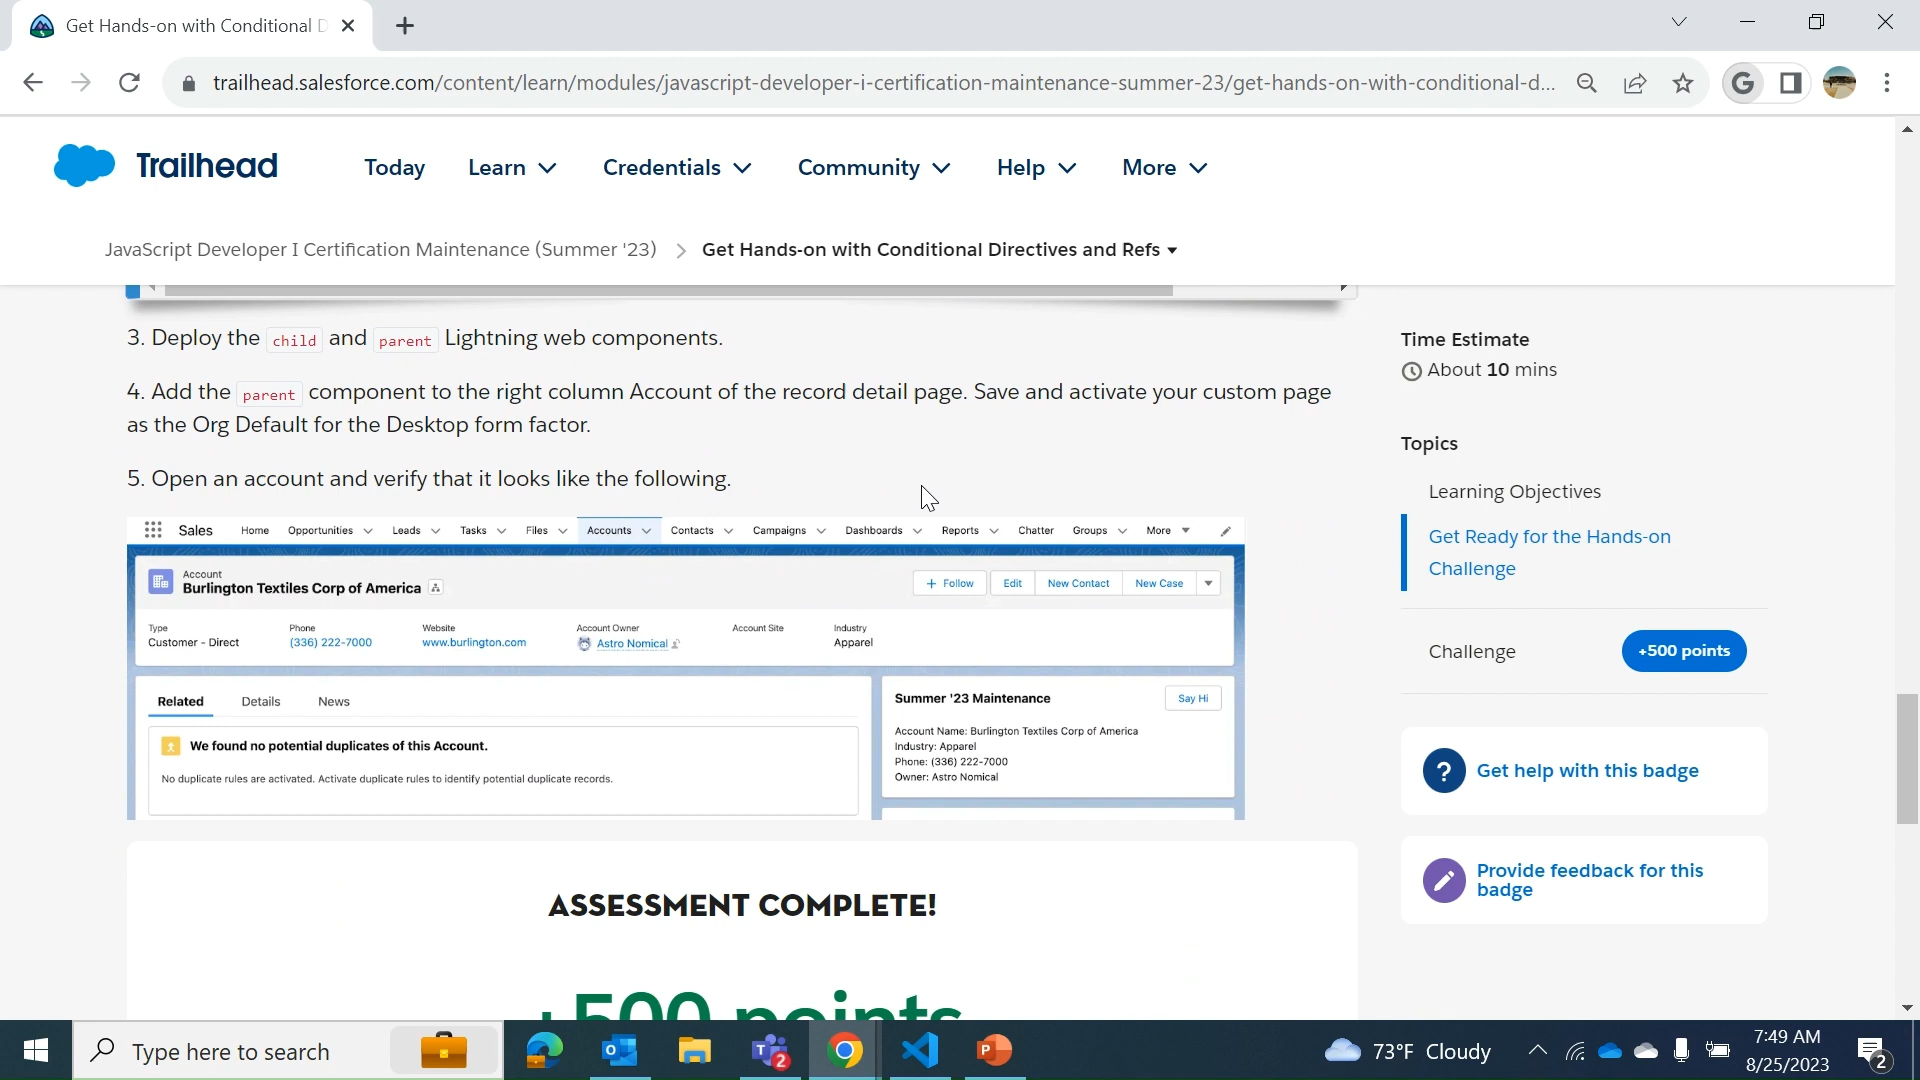 Get Hands-on with Conditional D
trailhead.salesforce.com/content/learn/modules/javascript-developer-i-certification-maintenance-summer-23/get-hands-on-with-conditional-d...
Trailhead
Today Learn Credentials Community Help More
JavaScript Developer I Certification Maintenance (Summer '23) > Get Hands-on with Conditional Directives and Refs
3. Deploy the child and parent Lightning web components.
4. Add the parent component to the right column Account of the record detail page. Save and activate your custom page
as the Org Default for the Desktop form factor.
5. Open an account and verify that it looks like the following.
Sales Home Opportunities Leads Tasks Files Accounts Contacts Campaigns Dashboards Reports Chatter Groups More
Account
Burlington Textiles Corp of America
+ Follow Edit New Contact New Case
Type Phone Website Account Owner Account Site Industry
Customer - Direct (336) 222-7000 www.burlington.com Astro Nomical Apparel
Related Details News
We found no potential duplicates of this Account.
No duplicate rules are activated. Activate duplicate rules to identify potential duplicate records.
Summer '23 Maintenance
Say Hi
Account Name: Burlington Textiles Corp of America
Industry: Apparel
Phone: (336) 222-7000
Owner: Astro Nomical
ASSESSMENT COMPLETE!
+500 points
Time Estimate
About 10 mins
Topics
Learning Objectives
Get Ready for the Hands-on
Challenge
Challenge
+500 points
?
Get help with this badge
Provide feedback for this
badge
Type here to search
2
73°F Cloudy
7:49 AM
8/25/2023
2